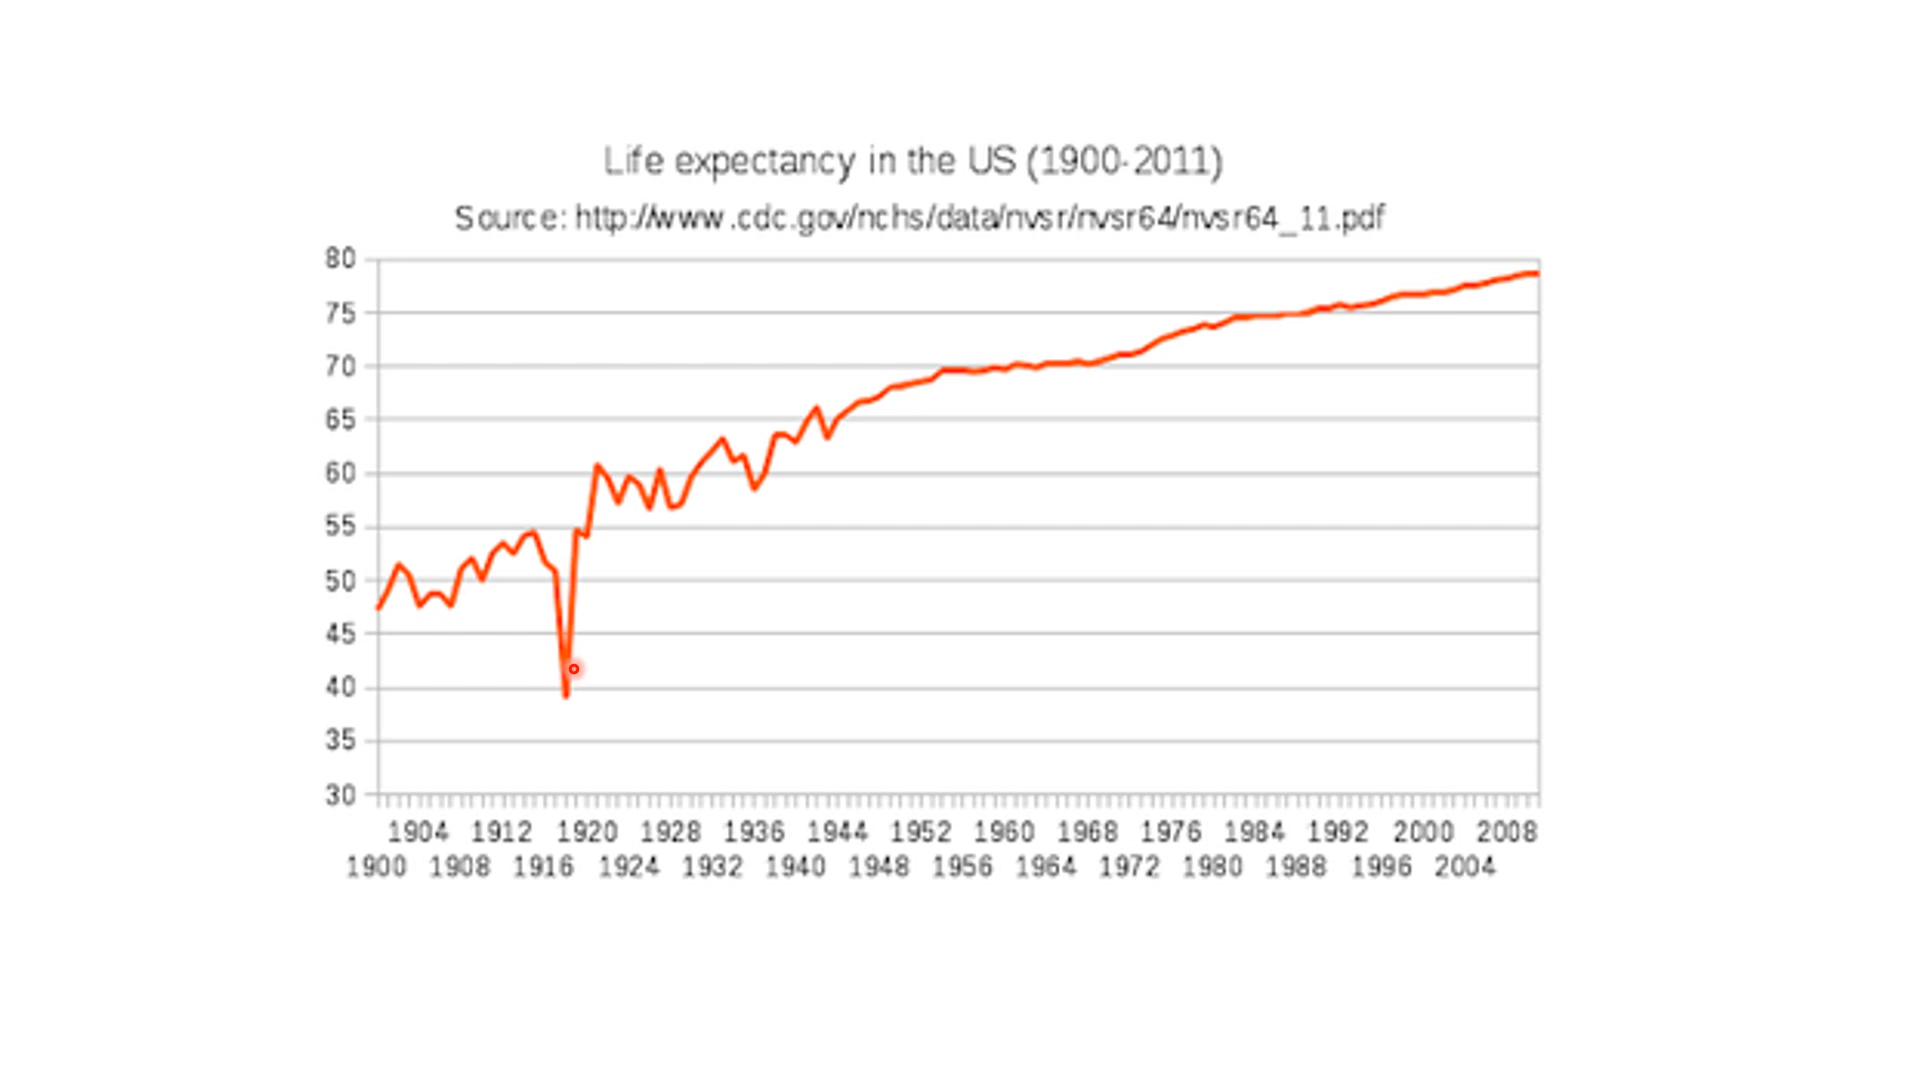 Life expectancy in the US (1900-2011)
Source: http://www.cdc.gov/nchs/data/nvsr/nvsr64/nvsr64_11.pdf
80
75
70
65
60
55
50
45
40
35
30
1904 1912 1920 1928 1936 1944 1952 1960 1968 1976 1984 1992 2000 2008
1900 1908 1916 1924 1932 1940 1948 1956 1964 1972 1980 1988 1996 2004